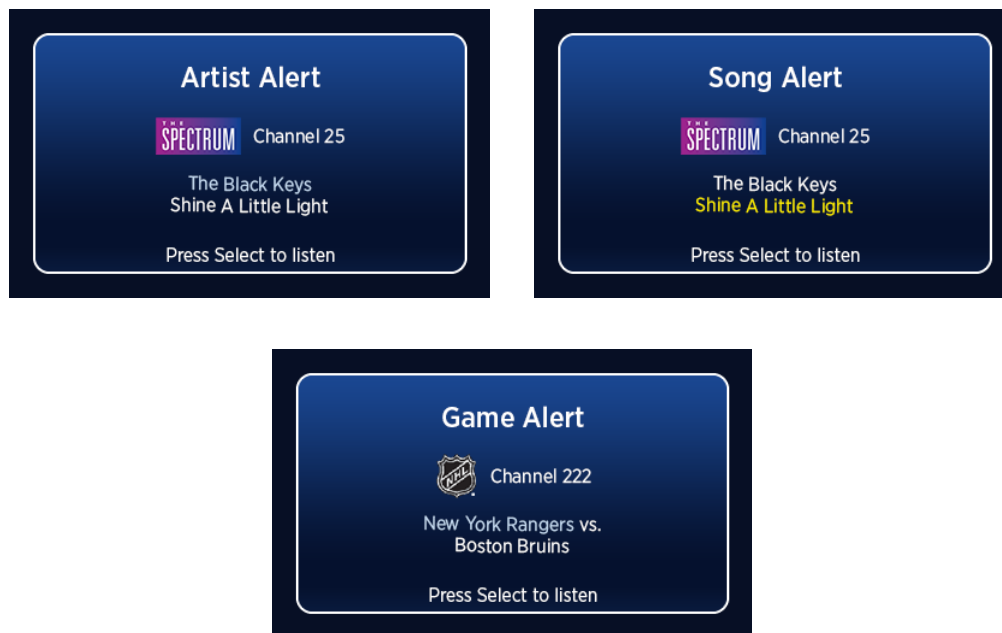 Artist Alert
THE
SPECTRUM Channel 25
The Black Keys
Shine A Little Light
Press Select to listen
Song Alert
THE
SPECTRUM Channel 25
The Black Keys
Shine A Little Light
Press Select to listen
Game Alert
NHL Channel 222
New York Rangers vs.
Boston Bruins
Press Select to listen